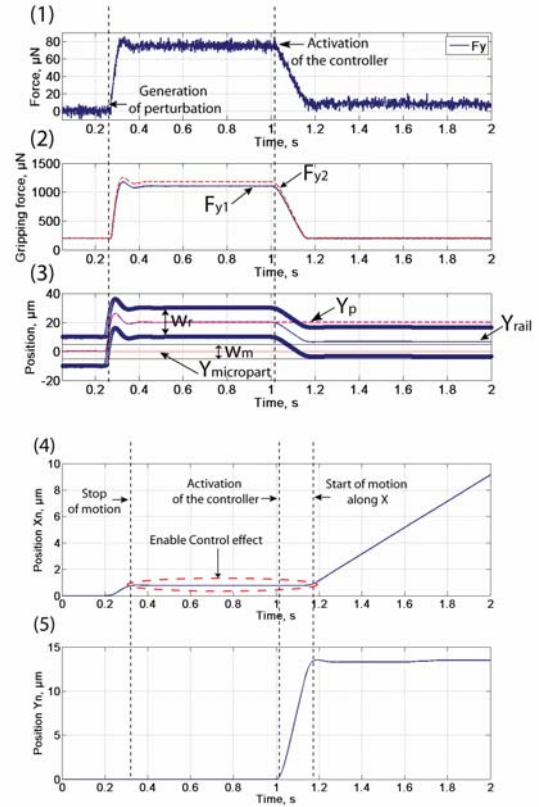 (1)
80
60
40
20
0
Force, µN
Fy
Activation
of the controller
Generation
of perturbation
0.2 0.4 0.6 0.8 1 1.2 1.4 1.6 1.8 2
Time, s
(2)
1500
1000
500
0
Gripping force, µN
Fy2
Fy1
0.2 0.4 0.6 0.8 1 1.2 1.4 1.6 1.8 2
Time, s
(3)
40
20
0
-20
Position, µm
Yp
Wr
Yrail
Wm
Ymicropart
0 0.2 0.4 0.6 0.8 1 1.2 1.4 1.6 1.8 2
Time, s
(4)
10
8
6
4
2
0
Position Xn, µm
Stop
of motion
Activation
of the controller
Start of motion
along X
Enable Control effect
0 0.2 0.4 0.6 0.8 1 1.2 1.4 1.6 1.8 2
Time, s
(5)
15
10
5
0
Position Yn, µm
0 0.2 0.4 0.6 0.8 1 1.2 1.4 1.6 1.8 2
Time, s